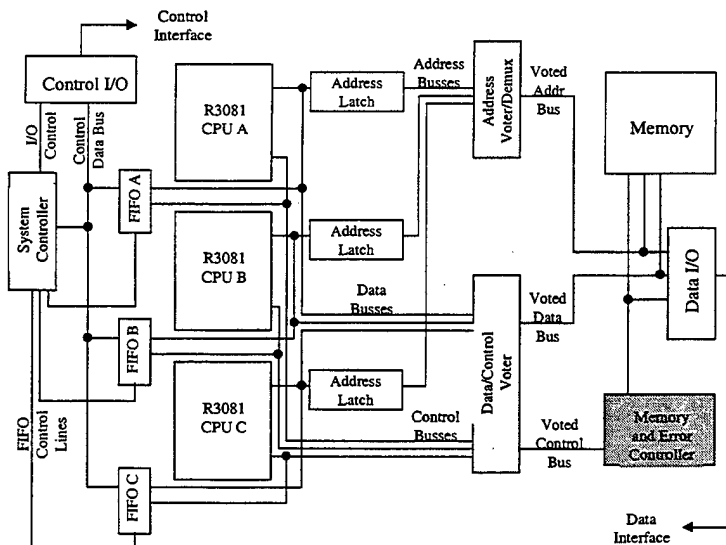 Control
Interface
Control I/O
I/O
Control
Control
Data Bus
System
Controller
FIFO A
FIFO B
FIFO C
FIFO
Control
Lines
R3081
CPU A
R3081
CPU B
R3081
CPU C
Address
Latch
Address
Latch
Address
Latch
Address
Busses
Data
Busses
Control
Busses
Address
Voter/Demux
Data/Control
Voter
Voted
Addr
Bus
Voted
Data
Bus
Voted
Control
Bus
Memory
Data I/O
Memory
and Error
Controller
Data
Interface